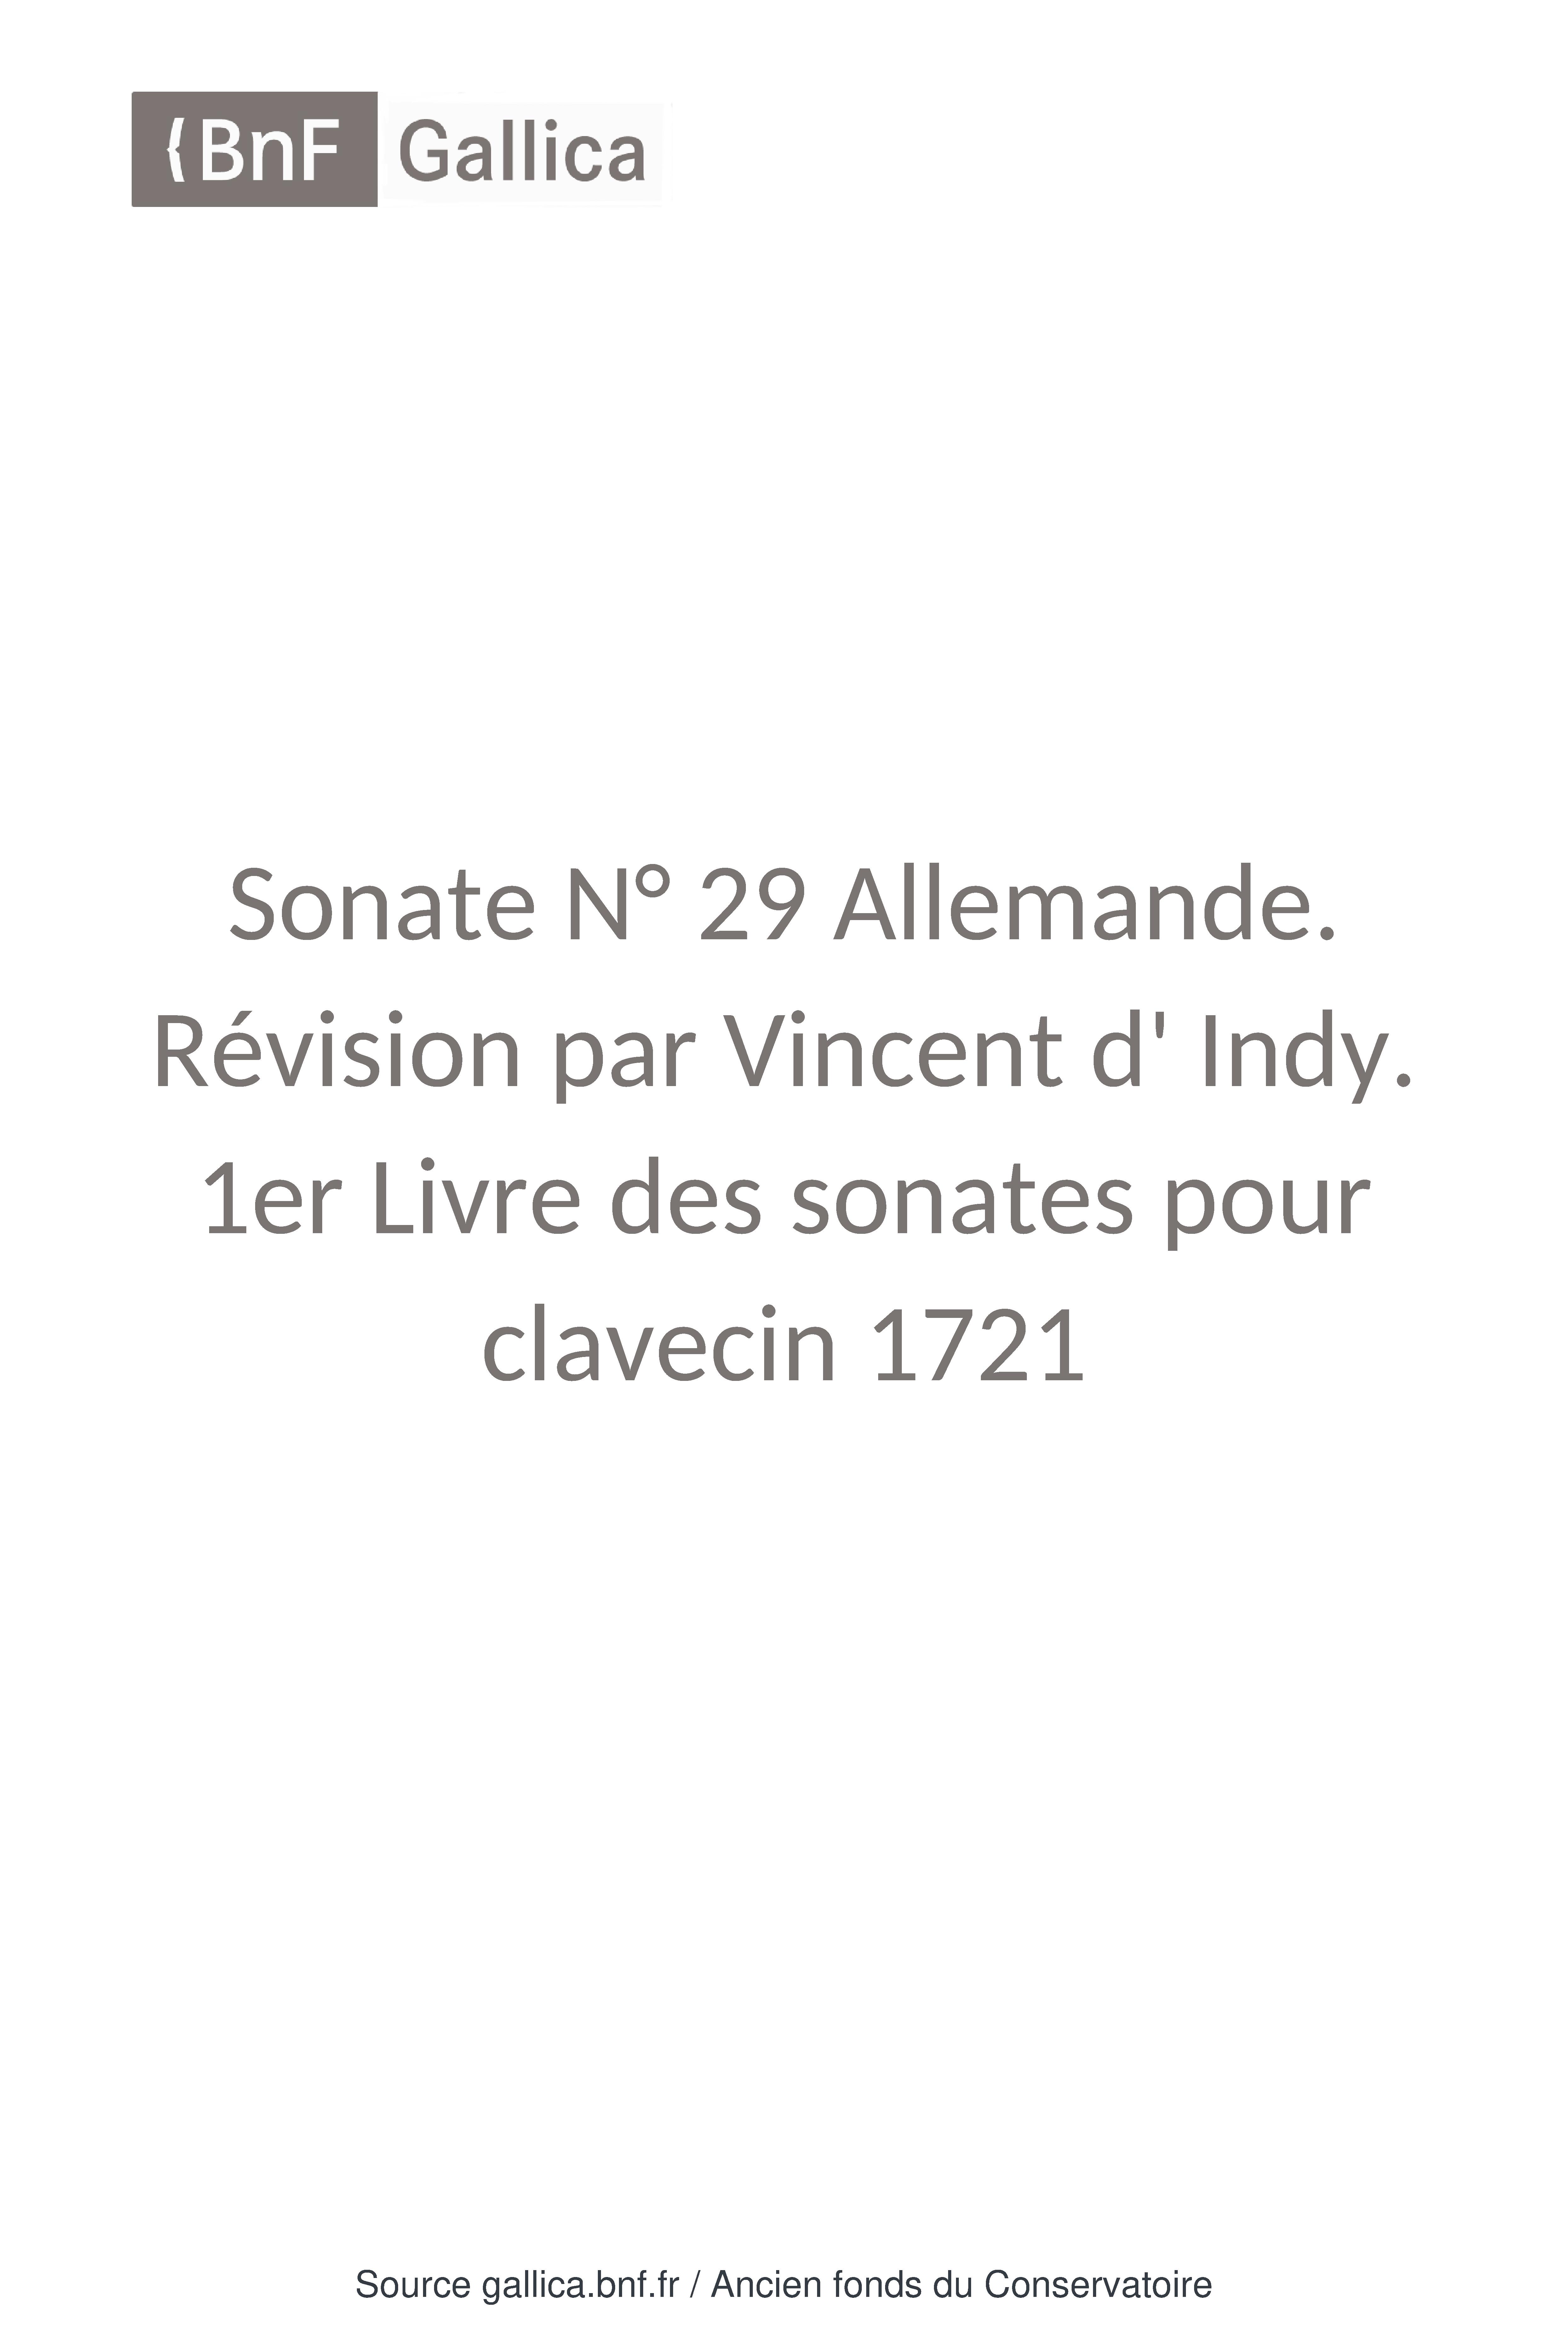 BnF Gallica
Sonate N° 29 Allemande.
Révision par Vincent d' Indy.
1er Livre des sonates pour
clavecin 1721
Source gallica.bnf.fr / Ancien fonds du Conservatoire